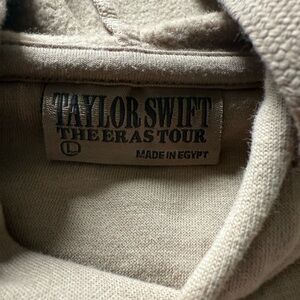 TAYLOR SWIFT
THE ERAS TOUR
L
MADE IN EGYPT